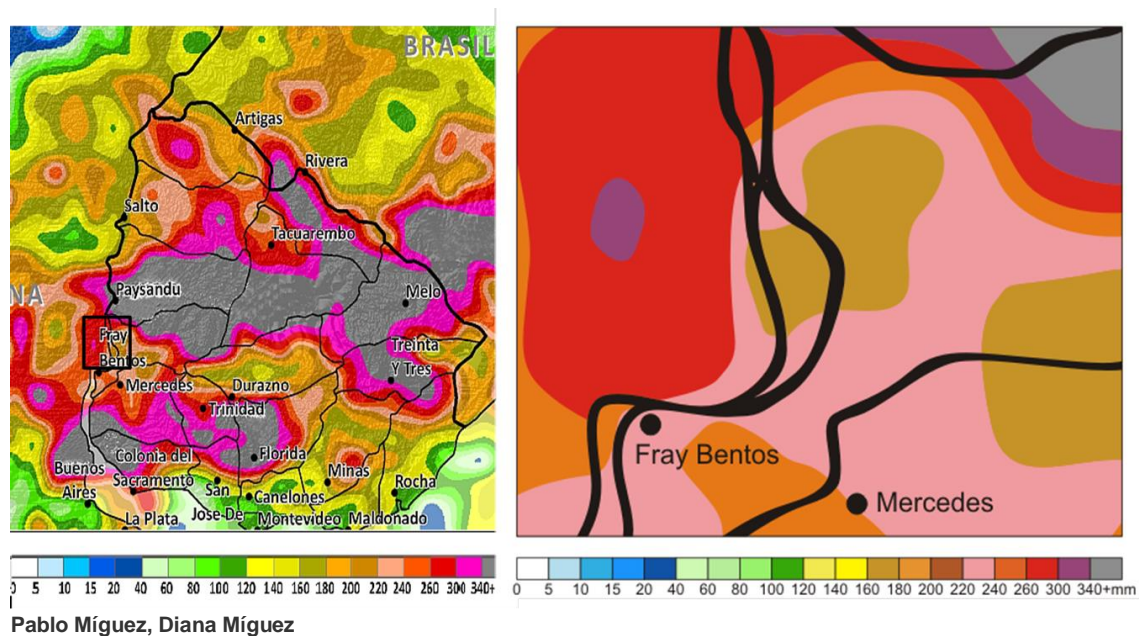 BRASIL
Artigas
Rivera
Salto
Tacuarembo
NA
Paysandu
Melo
Fray
Bentos
Treinta
Y Tres
Mercedes
Durazno
Trinidad
Colonia del
Sacramento
Florida
Minas
Buenos
Aires
San
Jose De
Canelones
Rocha
La Plata
Montevideo
Maldonado
0 5 10 15 20 40 60 80 100 120 140 160 180 200 220 240 260 300 340+
Fray Bentos
Mercedes
0 5 10 15 20 40 60 80 100 120 140 160 180 200 220 240 260 280 300 340+mm
Pablo Míguez, Diana Míguez